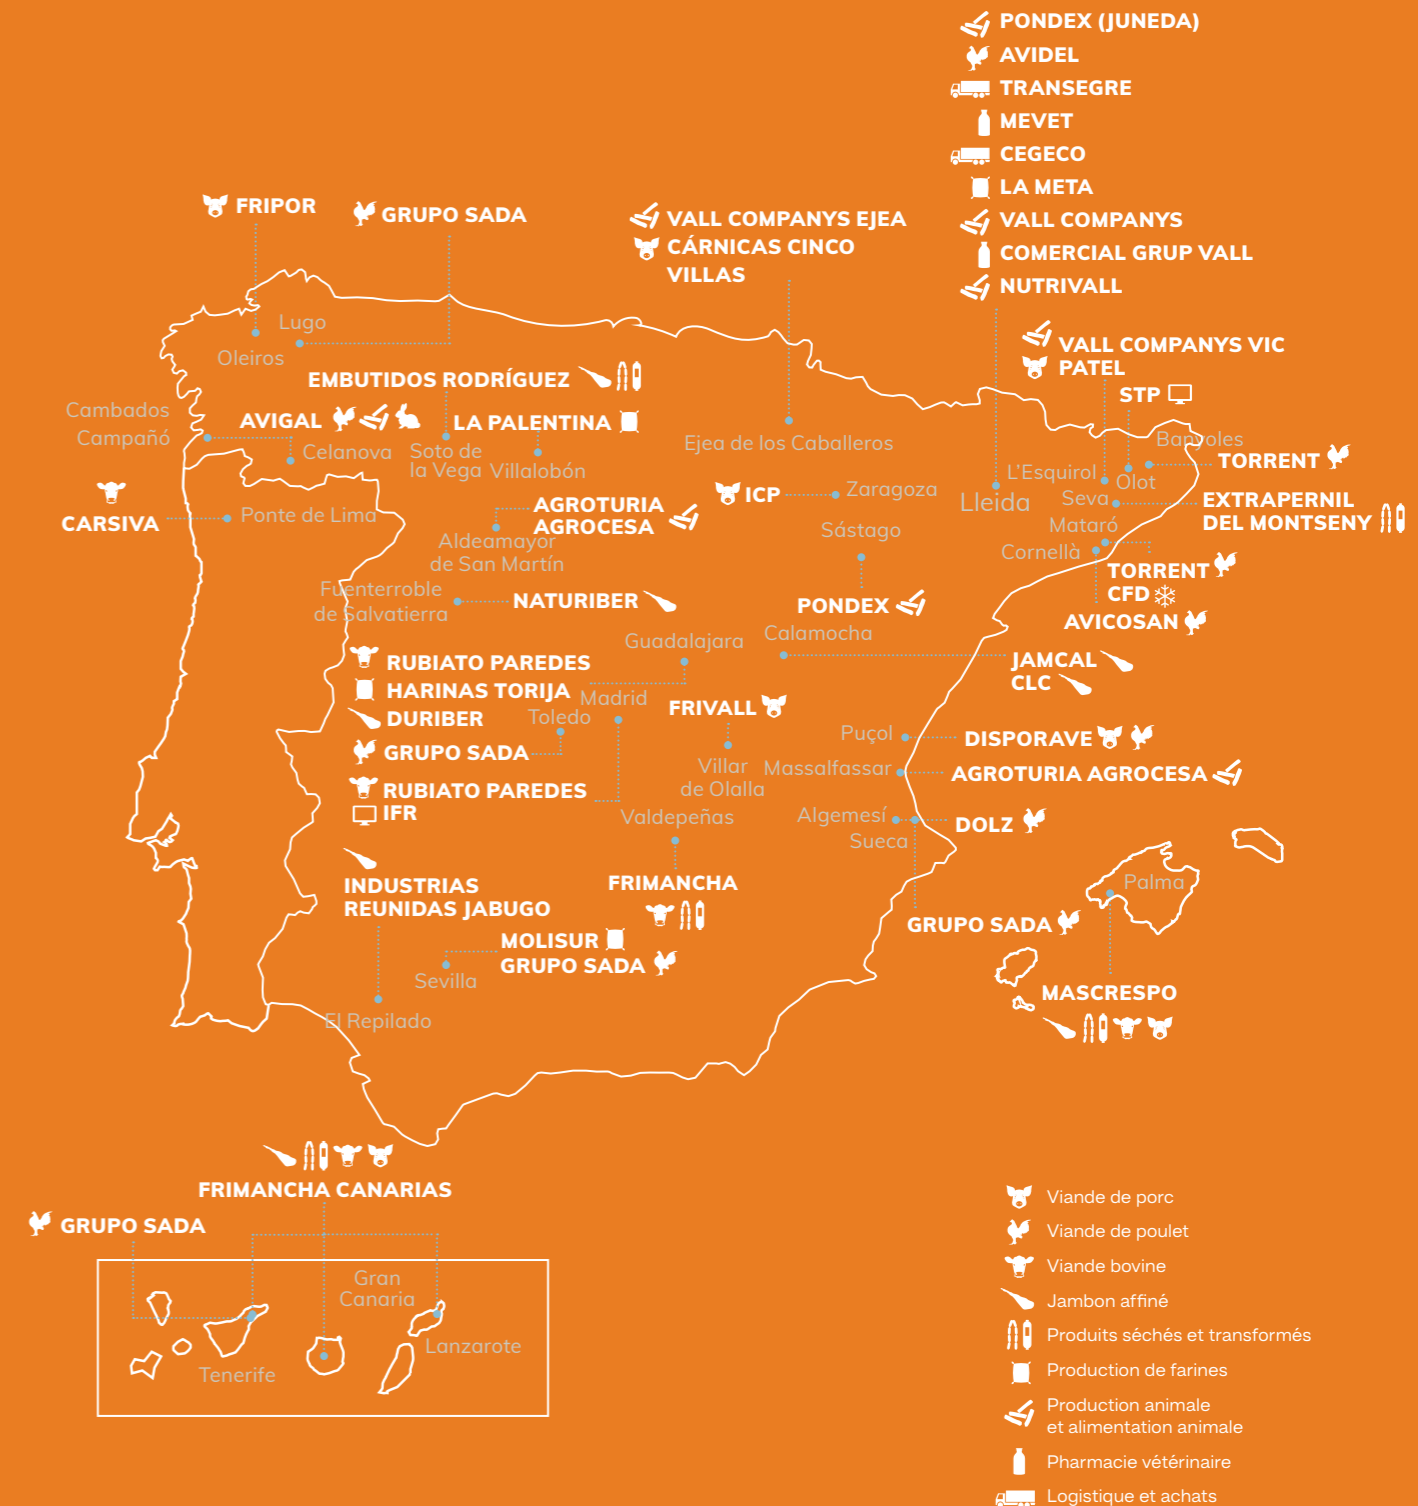 PONDEX (JUNEDA)
AVIDEL
TRANSEGRE
MEVET
CEGECO
LA META
VALL COMPANYS
COMERCIAL GRUP VALL
NUTRIVALL
FRIPOR
GRUPO SADA
VALL COMPANYS EJEA
CÁRNICAS CINCO
VILLAS
Lugo
Oleiros
VALL COMPANYS VIC
PATEL
STP
EMBUTIDOS RODRÍGUEZ
Cambados
Campañó
AVIGAL
LA PALENTINA
Celanova
Soto de
la Vega
Villalobón
Ejea de los Caballeros
Banyoles
TORRENT
L'Esquirol
Olot
Lleida
Seva
EXTRAPERNIL
DEL MONTSENY
CARSIVA
Ponte de Lima
AGROTURIA
AGROCESA
ICP
Zaragoza
Mataró
Sástago
Cornellà
Aldeamayor
de San Martín
TORRENT
CFD
AVICOSAN
Fuenterroble
de Salvatierra
NATURIBER
PONDEX
Guadalajara
Calamocha
JAMCAL
CLC
RUBIATO PAREDES
HARINAS TORIJA
DURIBER
Madrid
Toledo
FRIVALL
GRUPO SADA
Puçol
DISPORAVE
Villar
de Olalla
Massalfassar
AGROTURIA AGROCESA
RUBIATO PAREDES
IFR
Valdepeñas
Algemesí
Sueca
DOLZ
INDUSTRIAS
REUNIDAS JABUGO
FRIMANCHA
Palma
GRUPO SADA
MOLISUR
GRUPO SADA
Sevilla
El Repilado
MASCRESPO
FRIMANCHA CANARIAS
GRUPO SADA
Gran
Canaria
Lanzarote
Tenerife
Viande de porc
Viande de poulet
Viande bovine
Jambon affiné
Produits séchés et transformés
Production de farines
Production animale
et alimentation animale
Pharmacie vétérinaire
Logistique et achats